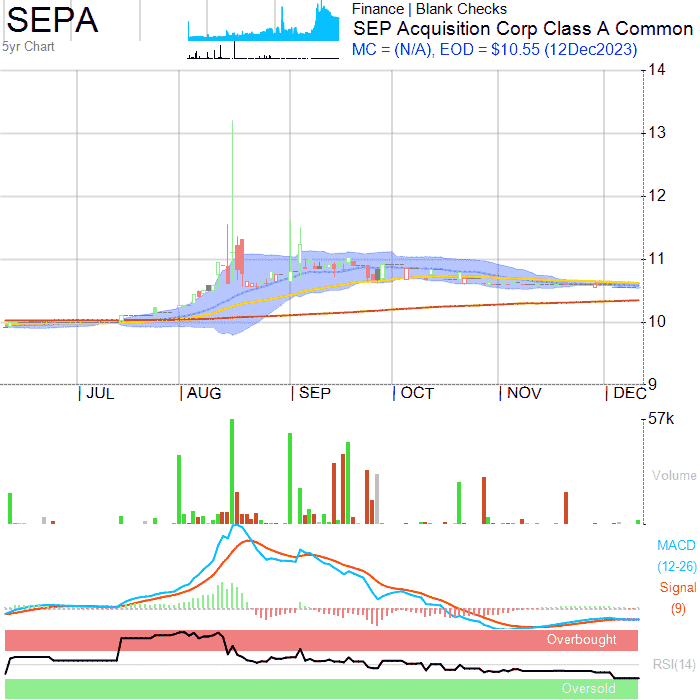 SEPA
5yr Chart
Finance | Blank Checks
SEP Acquisition Corp Class A Common
MC = (N/A), EOD = $10.55 (12Dec2023)
14
13
12
11
10
9
JUL
AUG
SEP
OCT
NOV
DEC
57k
Volume
MACD
(12-26)
Signal
(9)
Overbought
RSI(14)
Oversold